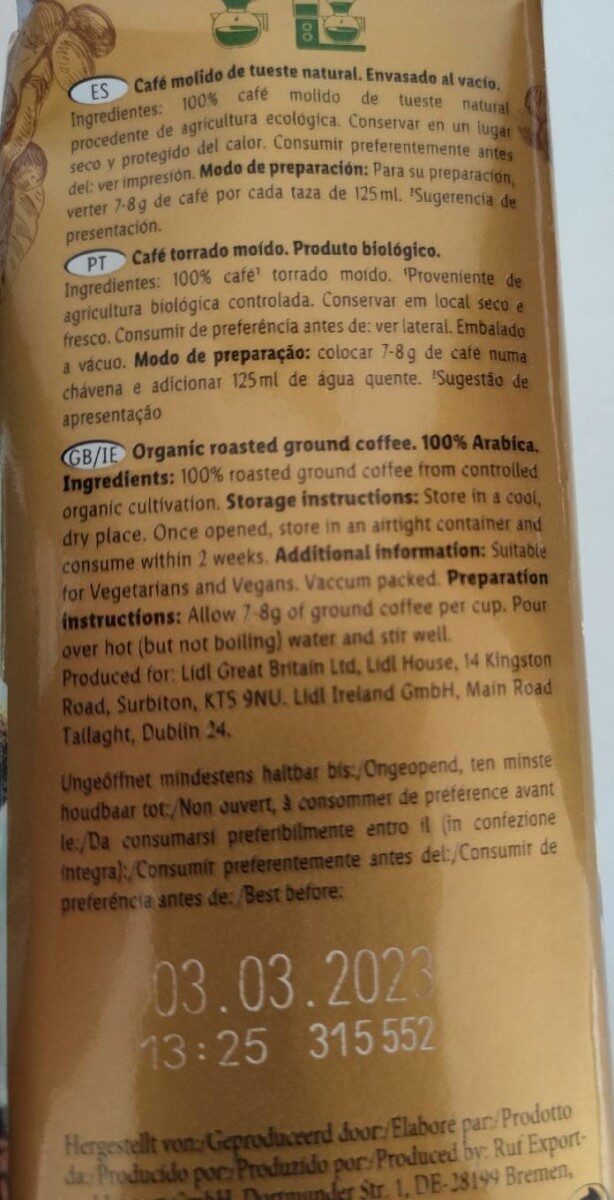 ES Café molido de tueste natural. Envasado al vacío.
Ingredientes: 100% café molido de tueste natural
procedente de agricultura ecológica. Conservar en un lugar
seco y protegido del calor. Consumir preferentemente antes
del: ver impresión. Modo de preparación: Para su preparación,
verter 7-8 g de café por cada taza de 125 ml. ²Sugerencia de
presentación.
PT Café torrado moído. Produto biológico.
Ingredientes: 100% café¹ torrado moído. ¹Proveniente de
agricultura biológica controlada. Conservar em local seco e
fresco. Consumir de preferência antes de: ver lateral. Embalado
a vácuo. Modo de preparação: colocar 7-8 g de café numa
chávena e adicionar 125 ml de água quente. ²Sugestão de
apresentação
GB/IE Organic roasted ground coffee. 100% Arabica.
Ingredients: 100% roasted ground coffee from controlled
organic cultivation. Storage instructions: Store in a cool,
dry place. Once opened, store in an airtight container and
consume within 2 weeks. Additional information: Suitable
for Vegetarians and Vegans. Vaccum packed. Preparation
instructions: Allow 7-8g of ground coffee per cup. Pour
over hot (but not boiling) water and stir well.
Produced for: Lidl Great Britain Ltd, Lidl House, 14 Kingston
Road, Surbiton, KT5 9NU. Lidl Ireland GmbH, Main Road
Tallaght, Dublin 24.
Ungeöffnet mindestens haltbar bis:/Ongeopend, ten minste
houdbaar tot:/Non ouvert, à consommer de préférence avant
le:/Da consumarsi preferibilmente entro il (in confezione
integra):/Consumir preferentemente antes del:/Consumir de
preferência antes de:/Best before:
03.03.2023
13:25 315552
Hergestellt von:/Geproduceerd door:/Elaboré par:/Prodotto
da:/Producido por:/Produzido por:/Produced by: Ruf Export-
GmbH, Dortmunder Str. 1, DE-28199 Bremen,